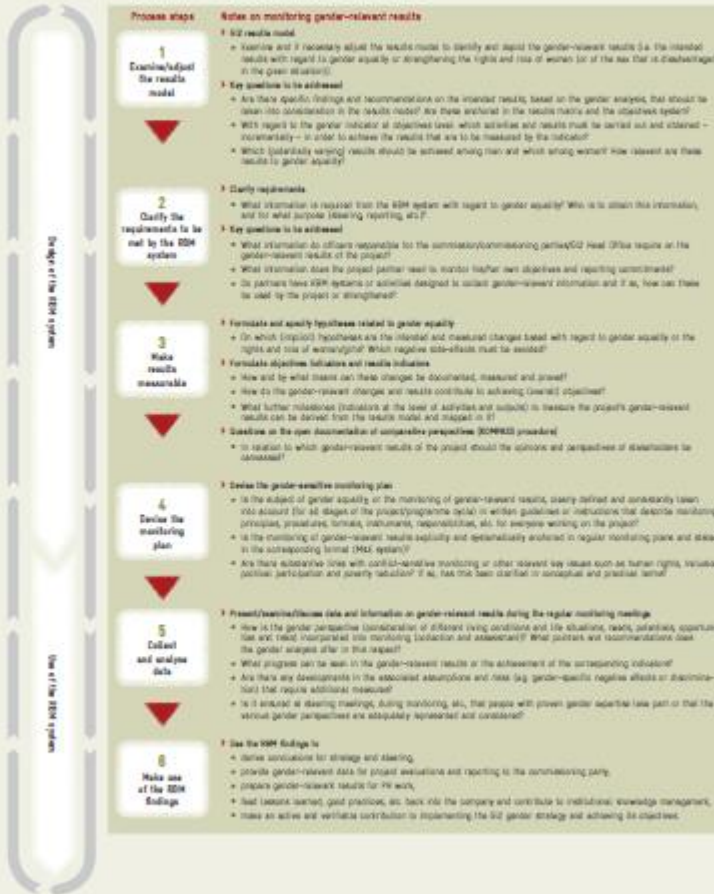 Process steps
Notes on monitoring gender-relevant results
1
Examine/adjust
the results
model
GIZ results model
Examine and if necessary adjust the results model to identify and depict the gender-relevant results (i.e. the intended
results with regard to gender equality or strengthening the rights and role of women (or of the sex that is disadvantaged
in the given situation)).
Key questions to be addressed
Are there specific findings and recommendations on the intended results, based on the gender analysis, that should be
taken into consideration in the results model? Are these anchored in the results matrix and the objectives system?
With regard to the gender indicator at objectives level: which activities and results must be carried out and obtained –
incrementally – in order to achieve the results that are to be measured by the indicator?
Which (potentially varying) results should be achieved among men and which among women? How relevant are these
results to gender equality?
2
Clarify the
requirements to be
met by the RBM
system
Clarify requirements
What information is required from the RBM system with regard to gender equality? Who is to obtain this information,
and for what purpose (steering, reporting, etc.)?
Key questions to be addressed
What information do officers responsible for the commission/commissioning parties/GIZ Head Office require on the
gender-relevant results of the project?
What information does the project partner need to monitor his/her own objectives and reporting commitments?
Do partners have RBM systems or activities designed to collect gender-relevant information and if so, how can these
be used by the project or strengthened?
3
Make
results
measurable
Formulate and specify hypotheses related to gender equality
On which (implicit) hypotheses are the intended and measured changes based with regard to gender equality or the
rights and role of women/girls? Which negative side-effects must be avoided?
Formulate objectives indicators and results indicators
How and by what means can these changes be documented, measured and proved?
How do the gender-relevant changes and results contribute to achieving (overall) objectives?
What further milestones (indicators at the level of activities and outputs) to measure the project's gender-relevant
results can be derived from the results model and mapped in it?
Questions on the open documentation of comparative perspectives (KOMPASS procedure)
In relation to which gender-relevant results of the project should the opinions and perspectives of stakeholders be
canvassed?
4
Devise the
monitoring
plan
Devise the gender-sensitive monitoring plan
Is the subject of gender equality, or the monitoring of gender-relevant results, clearly defined and consistently taken
into account (for all stages of the project/programme cycle) in written guidelines or instructions that describe monitoring
principles, procedures, formats, instruments, responsibilities, etc. for everyone working on the project?
Is the monitoring of gender-relevant results explicitly and systematically anchored in regular monitoring plans and
in the corresponding format (M&E system)?
Are there substantive links with conflict-sensitive monitoring or other relevant key issues such as human rights,
political participation and poverty reduction? If so, has this been clarified in conceptual and practical terms?
5
Collect
and analyse
data
Present/examine/discuss data and information on gender-relevant results during the regular monitoring meetings
How is the gender perspective (consideration of different living conditions and life situations, needs, potentials, opportuni-
ties and risks) incorporated into monitoring (collection and assessment)? What pointers and recommendations does
the gender analysis offer in this respect?
What progress can be seen in the gender-relevant results or the achievement of the corresponding indicators?
Are there any developments in the associated assumptions and risks (e.g. gender-specific negative effects or discrimina-
tion) that require additional measures?
Is it ensured at steering meetings, during monitoring, etc. that people with proven gender expertise take part or that the
various gender perspectives are adequately represented and considered?
6
Make use
of the RBM
findings
Use the RBM findings to
derive conclusions for strategy and steering,
provide gender-relevant data for project evaluations and reporting to the commissioning party,
prepare gender-relevant results for PR work,
feed lessons learned, good practices, etc. back into the company and contribute to institutional knowledge management,
make an active and verifiable contribution to implementing the GIZ gender strategy and achieving its objectives.
Design of the RBM system
Use of the RBM system